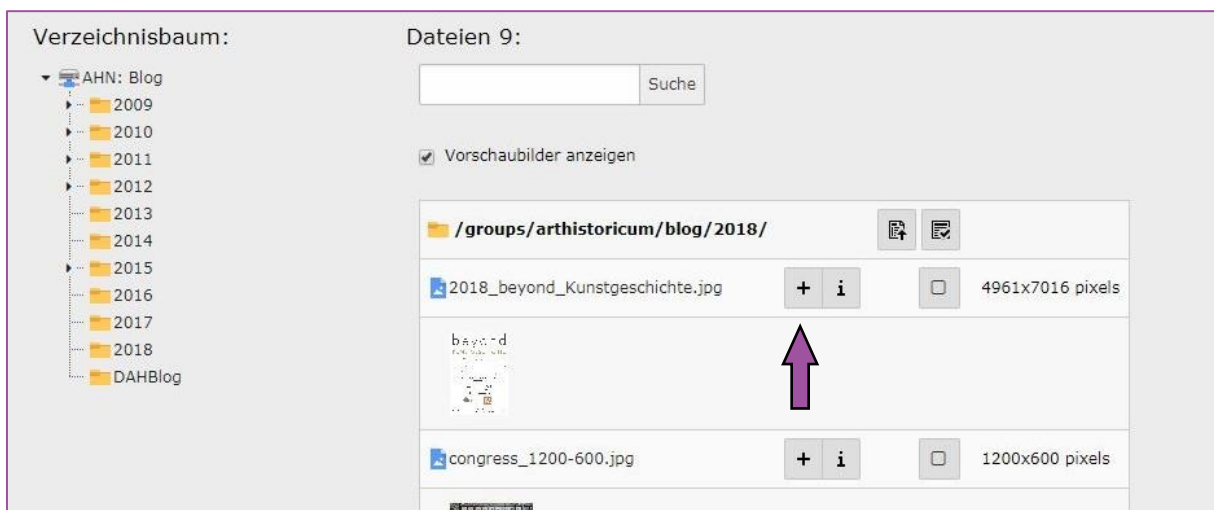 Verzeichnisbaum:
AHN: Blog
2009
2010
2011
2012
2013
2014
2015
2016
2017
2018
DAHBlog
Dateien 9:
Suche
Vorschaubilder anzeigen
/groups/arthistoricum/blog/2018/
2018_beyond_Kunstgeschichte.jpg + i 4961x7016 pixels
beyond
congress_1200-600.jpg + i 1200x600 pixels